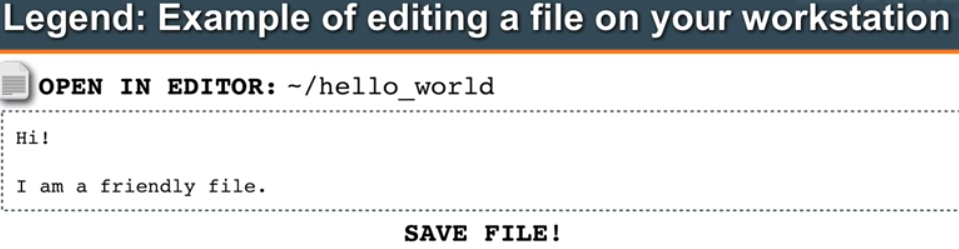 Legend: Example of editing a file on your workstation
OPEN IN EDITOR: ~/hello_world
Hi!
I am a friendly file.
SAVE FILE!